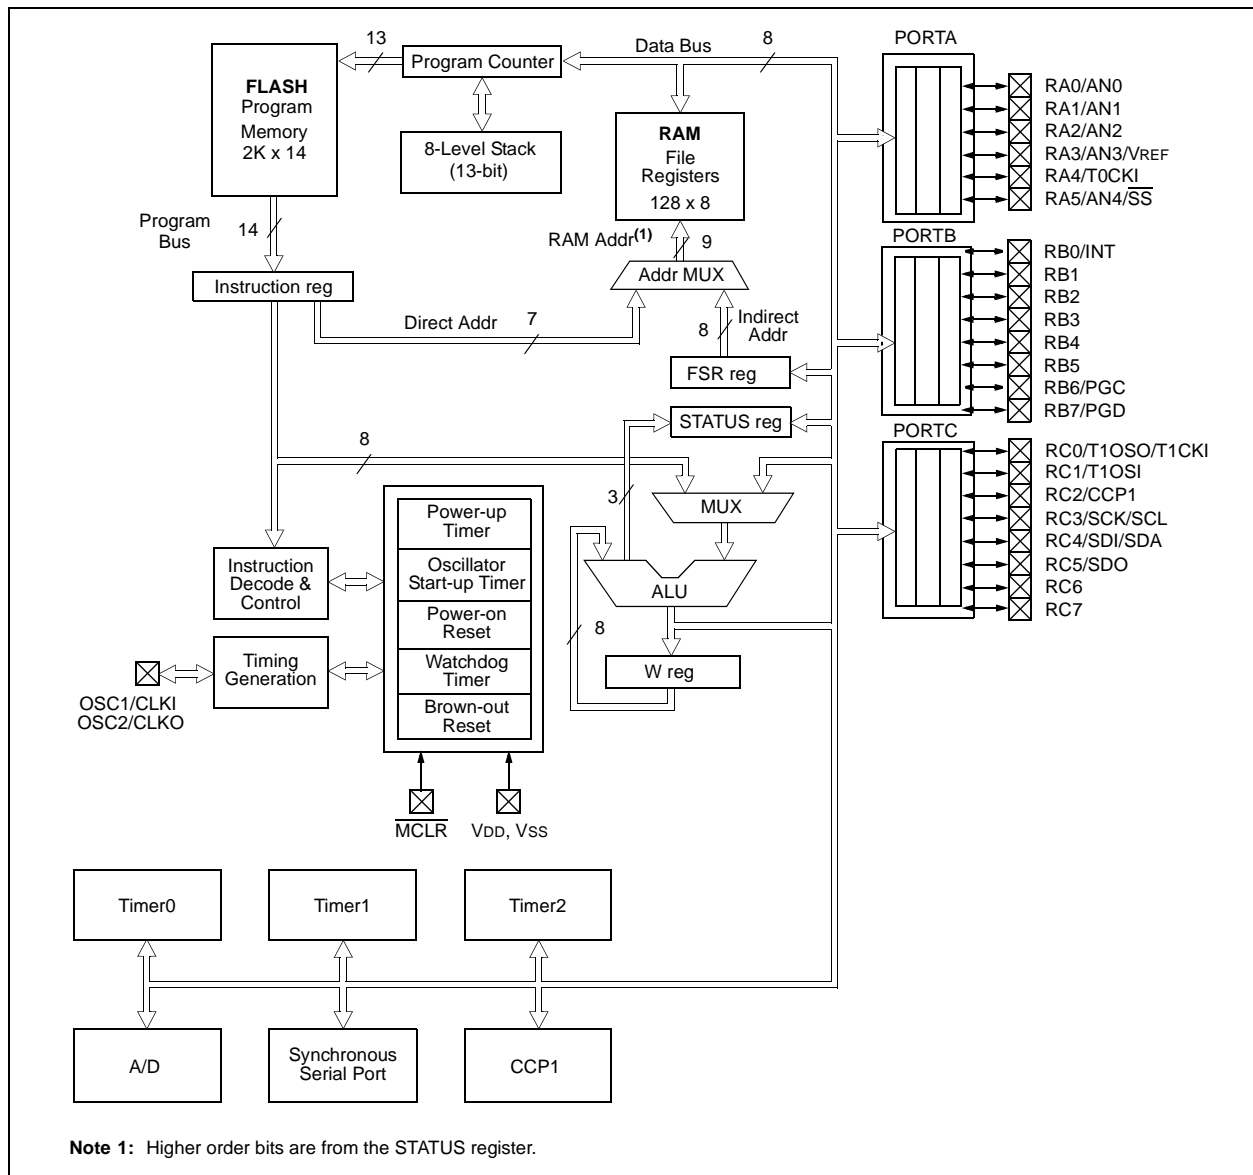 13
Program Counter
Data Bus
8
PORTA
FLASH
Program
Memory
2K x 14
8-Level Stack
(13-bit)
RAM
File
Registers
128 x 8
RA0/AN0
RA1/AN1
RA2/AN2
RA3/AN3/VREF
RA4/T0CKI
RA5/AN4/SS
Program
Bus
14
RAM Addr(1)
9
PORTB
Addr MUX
Instruction reg
Direct Addr
7
8
Indirect
Addr
FSR reg
RB0/INT
RB1
RB2
RB3
RB4
RB5
RB6/PGC
RB7/PGD
STATUS reg
PORTC
8
3
MUX
RC0/T1OSO/T1CKI
RC1/T1OSI
RC2/CCP1
RC3/SCK/SCL
RC4/SDI/SDA
RC5/SDO
RC6
RC7
Power-up
Timer
Oscillator
Start-up Timer
Power-on
Reset
Watchdog
Timer
Brown-out
Reset
Instruction
Decode &
Control
ALU
8
W reg
Timing
Generation
OSC1/CLKI
OSC2/CLKO
MCLR
VDD, VSS
Timer0
Timer1
Timer2
A/D
Synchronous
Serial Port
CCP1
Note 1: Higher order bits are from the STATUS register.